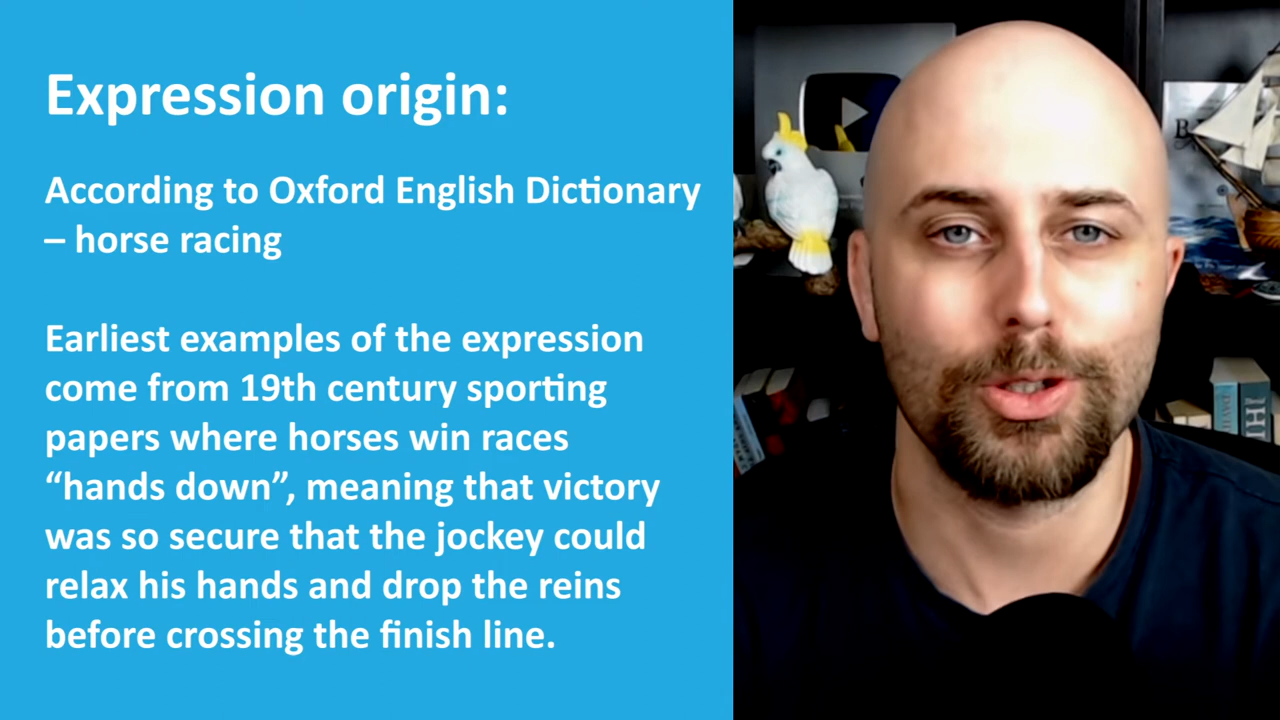 Expression origin:
According to Oxford English Dictionary
– horse racing
Earliest examples of the expression
come from 19th century sporting
papers where horses win races
“hands down”, meaning that victory
was so secure that the jockey could
relax his hands and drop the reins
before crossing the finish line.